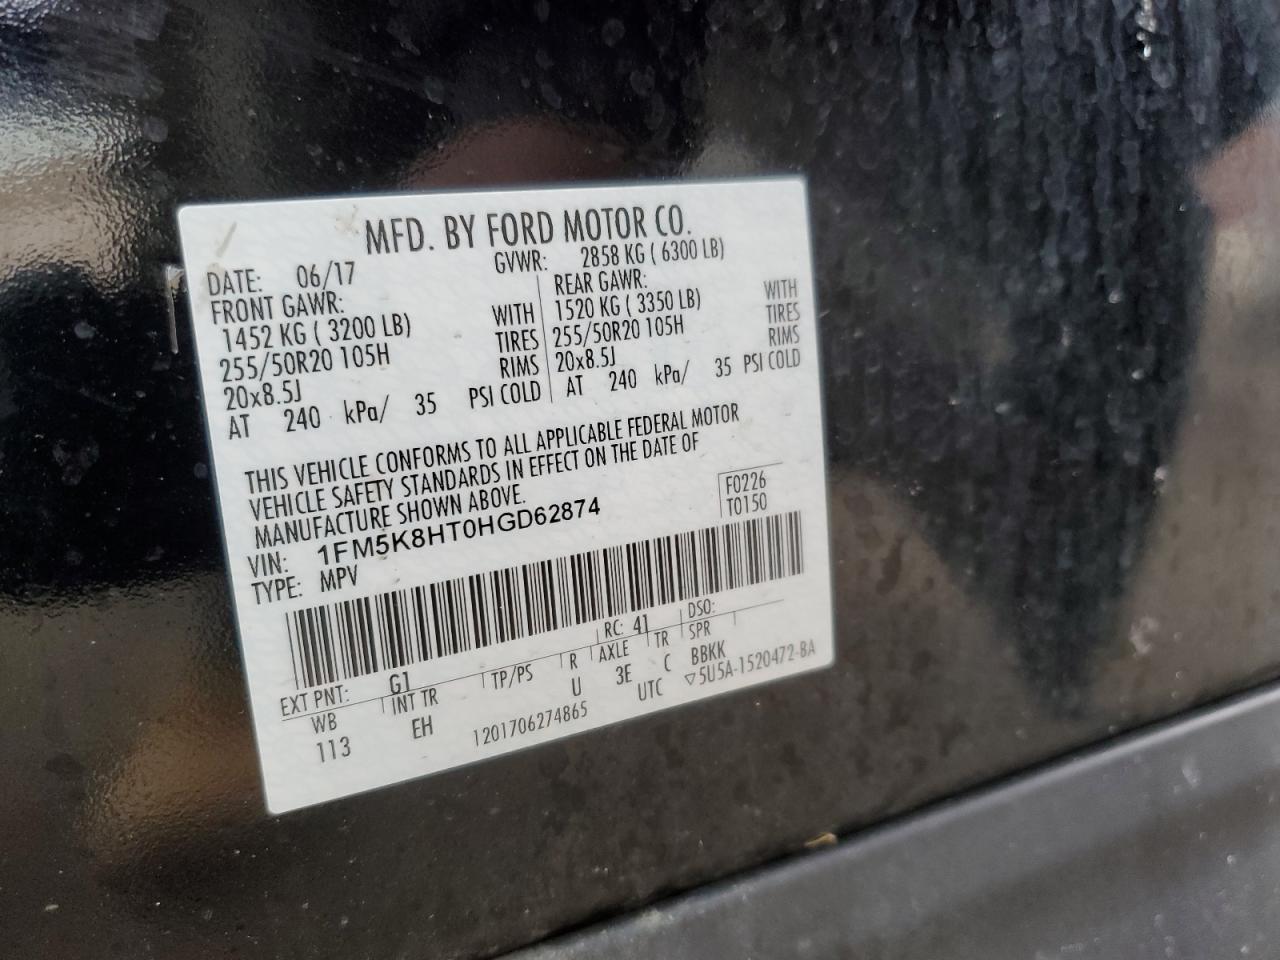 MFD. BY FORD MOTOR CO.
DATE: 06/17 GVWR: 2858 KG ( 6300 LB)
FRONT GAWR: REAR GAWR:
1452 KG ( 3200 LB) WITH 1520 KG ( 3350 LB) WITH
255/50R20 105H TIRES 255/50R20 105H TIRES
20x8.5J RIMS 20x8.5J RIMS
AT 240 kPa/ 35 PSI COLD AT 240 kPa/ 35 PSI COLD
THIS VEHICLE CONFORMS TO ALL APPLICABLE FEDERAL MOTOR
VEHICLE SAFETY STANDARDS IN EFFECT ON THE DATE OF
MANUFACTURE SHOWN ABOVE.
F0226
VIN: 1FM5K8HT0HGD62874 T0150
TYPE: MPV
EXT PNT: G1 RC: 41 DSO:
WB INT TR TP/PS R AXLE TR SPR
113 EH U 3E C BBKK
1201706274865 UTC ▽5U5A-1520472-BA